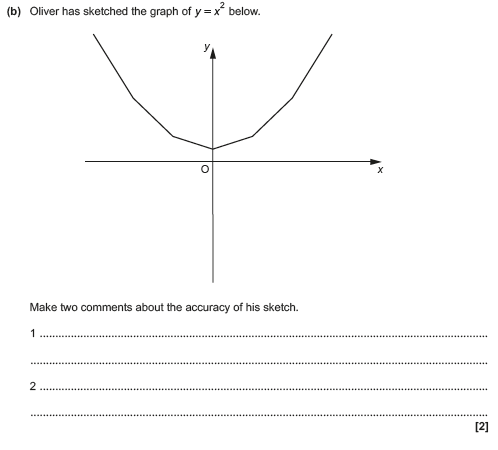 (b) Oliver has sketched the graph of y = x² below.
y
O
x
Make two comments about the accuracy of his sketch.
1
2
[2]